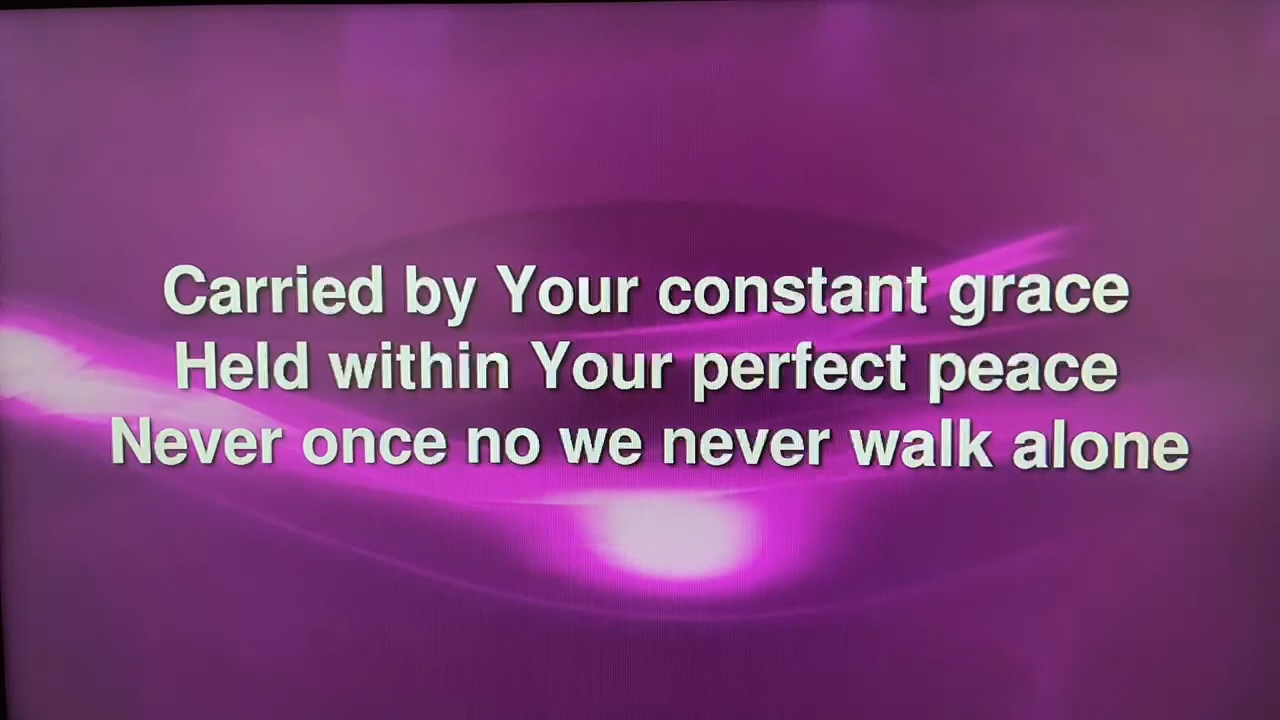 Carried by Your constant grace
Held within Your perfect peace
Never once no we never walk alone